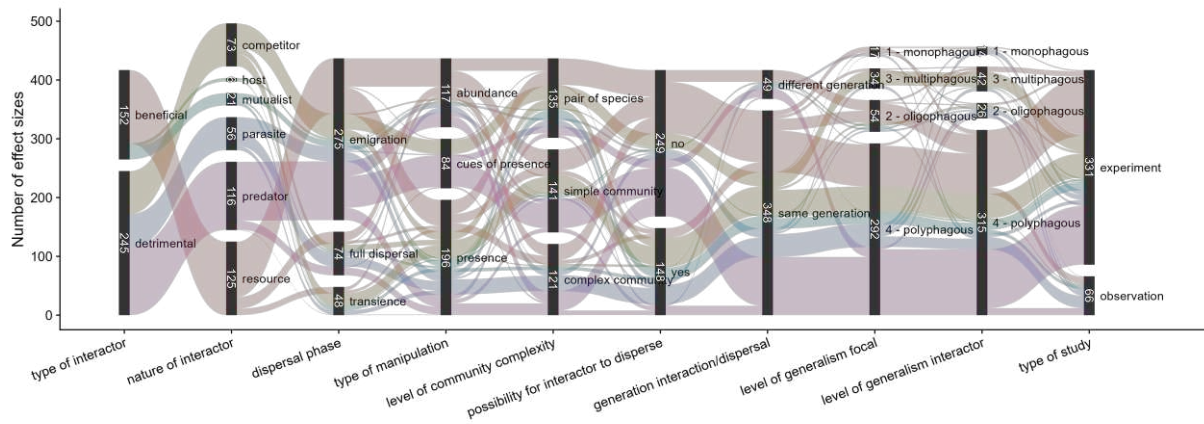 500
400
300
200
100
0
Number of effect sizes
152
beneficial
245
detrimental
73
competitor
host
21
mutualist
56
parasite
116
predator
125
resource
275
emigration
74
full dispersal
48
transience
117
abundance
84
cues of presence
196
presence
135
pair of species
141
simple community
121
complex community
249
no
148
yes
49
different generation
348
same generation
1 - monophagous
34
3 - multiphagous
54
2 - oligophagous
292
4 - polyphagous
1 - monophagous
42
3 - multiphagous
26
2 - oligophagous
315
4 - polyphagous
331
experiment
66
observation
type of interactor
nature of interactor
dispersal phase
type of manipulation
level of community complexity
possibility for interactor to disperse
generation interaction/dispersal
level of generalism focal
level of generalism interactor
type of study